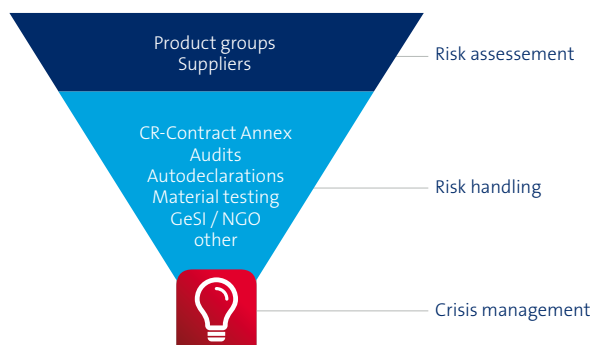 Product groups
Suppliers
Risk assessement
CR-Contract Annex
Audits
Autodeclarations
Material testing
GeSI / NGO
other
Risk handling
Crisis management